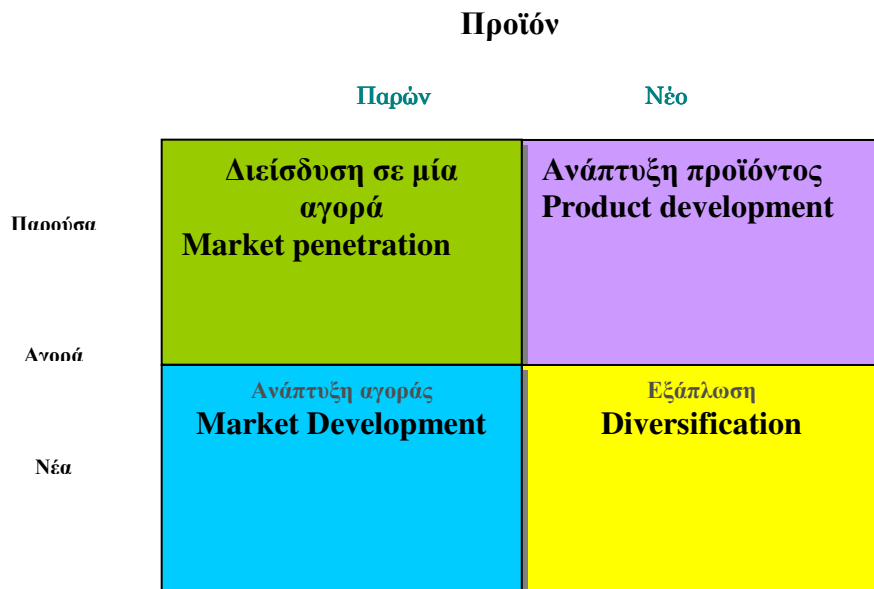 Προϊόν
Παρών Νέο
Διείσδυση σε μία
αγορά
Market penetration
Ανάπτυξη προϊόντος
Product development
Παρούσα
Αγορά
Ανάπτυξη αγοράς
Market Development
Εξάπλωση
Diversification
Νέα